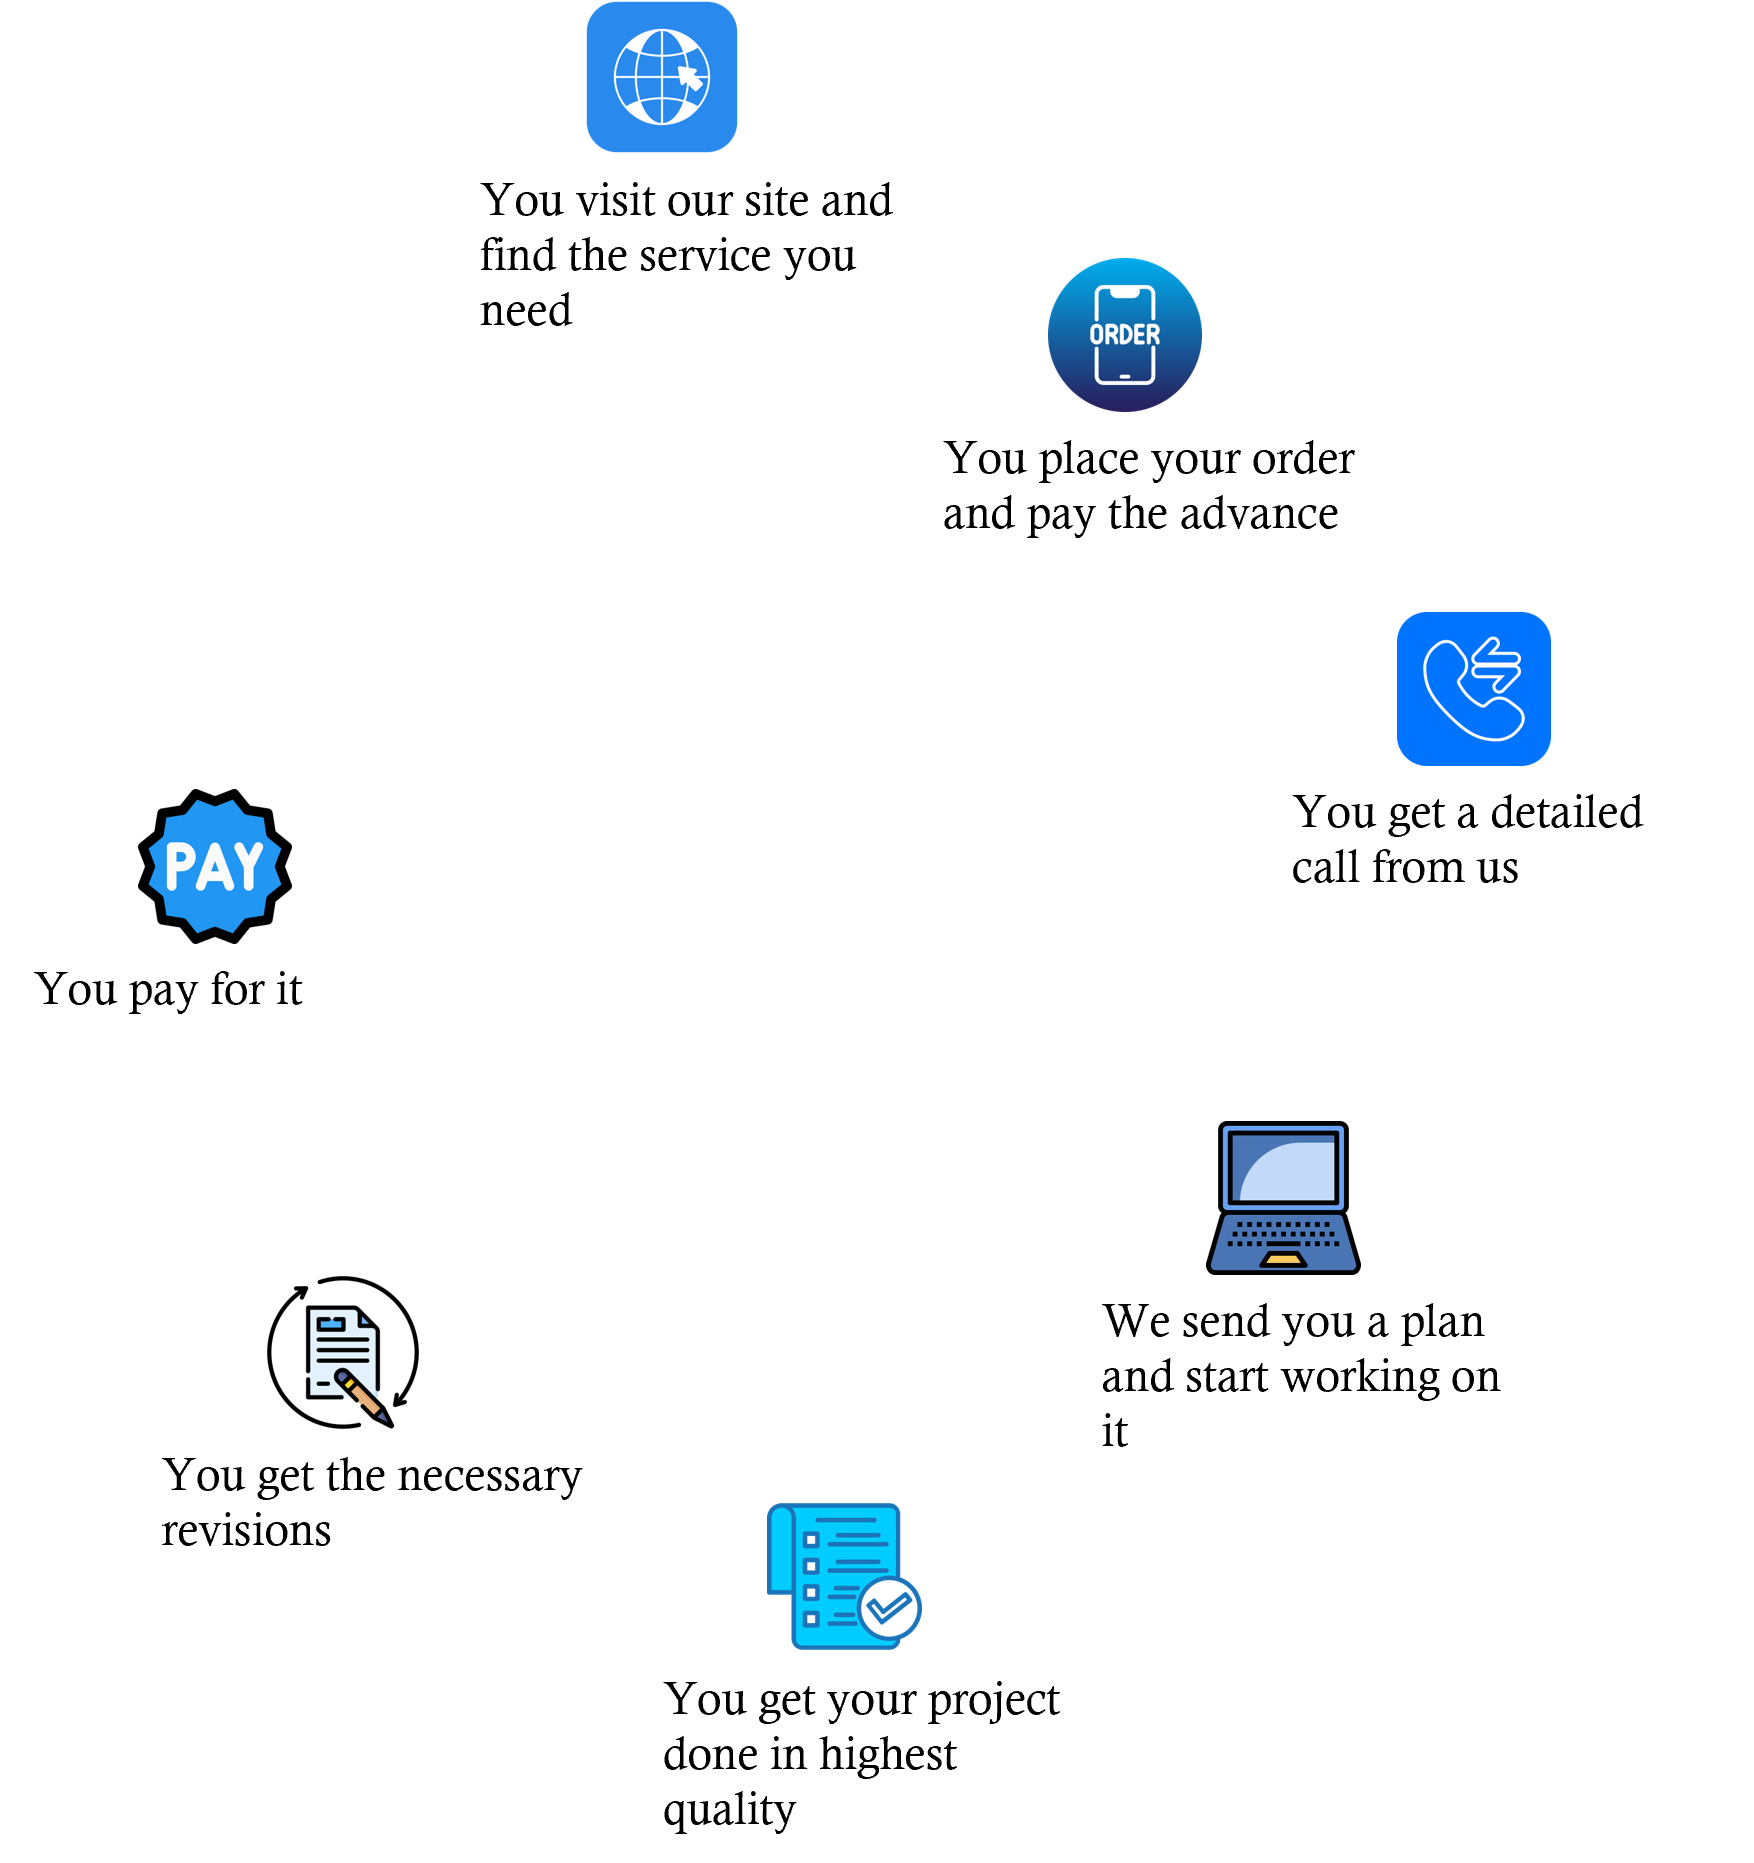 You visit our site and
find the service you
need
ORDER
You place your order
and pay the advance
You get a detailed
call from us
We send you a plan
and start working on
it
You get your project
done in highest
quality
You get the necessary
revisions
PAY
You pay for it